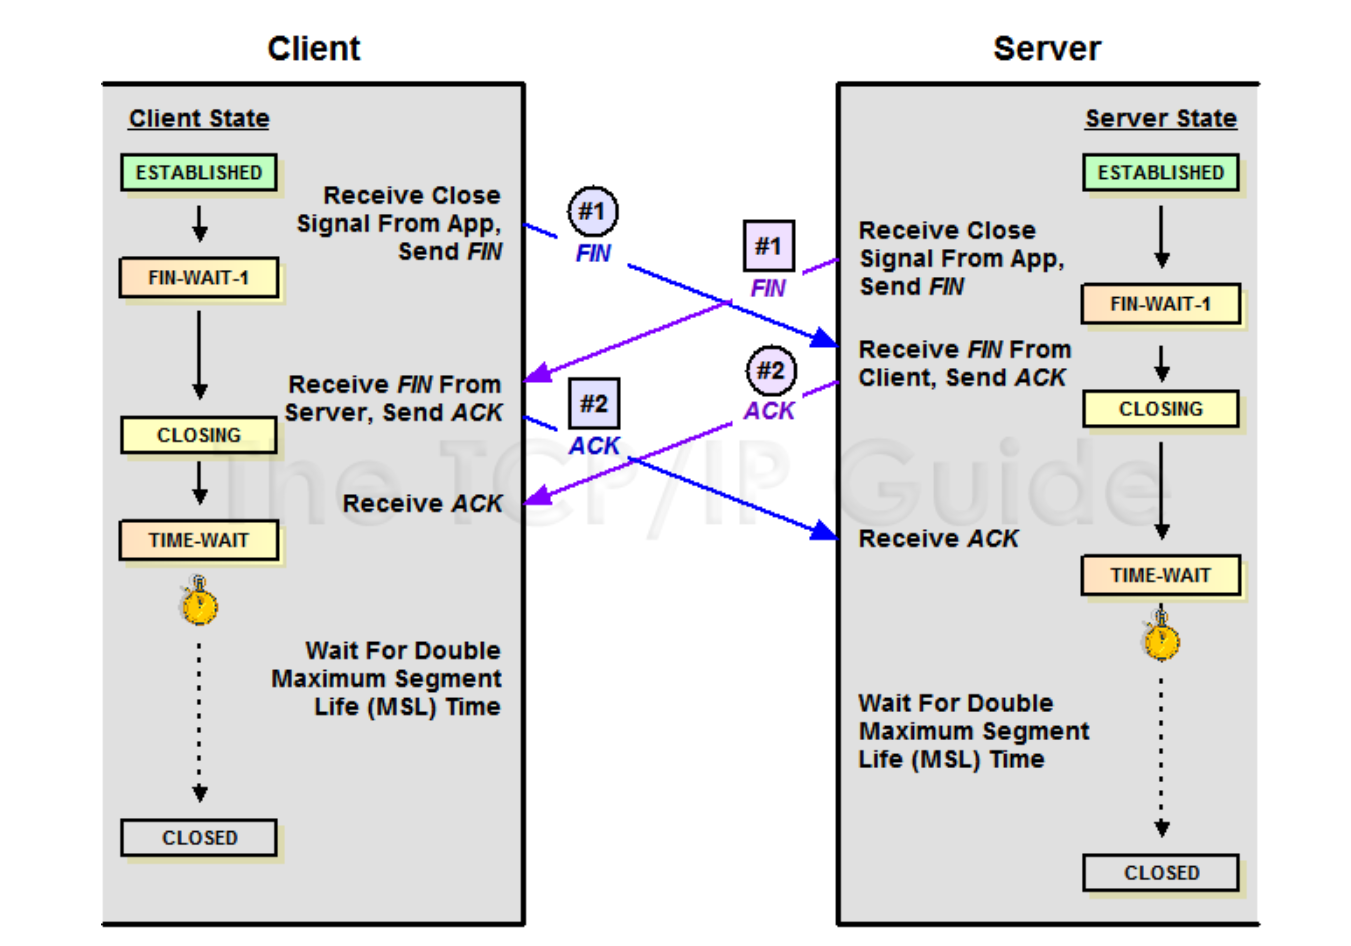 Client
Server
Client State
ESTABLISHED
Receive Close
Signal From App,
Send FIN
FIN-WAIT-1
Receive FIN From
Server, Send ACK
CLOSING
Receive ACK
TIME-WAIT
Wait For Double
Maximum Segment
Life (MSL) Time
CLOSED
#1
FIN
#1
FIN
#2
ACK
#2
ACK
Server State
ESTABLISHED
Receive Close
Signal From App,
Send FIN
FIN-WAIT-1
Receive FIN From
Client, Send ACK
CLOSING
Receive ACK
TIME-WAIT
Wait For Double
Maximum Segment
Life (MSL) Time
CLOSED
The TCP/IP Guide